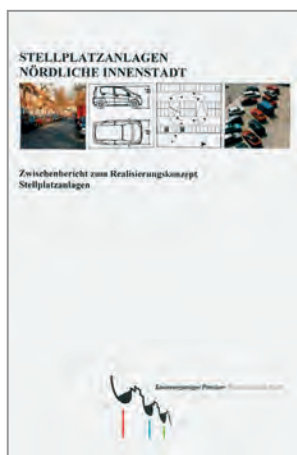 STELLPLATZANLAGEN
NÖRDLICHE INNENSTADT
Zwischenbericht zum Realisierungskonzept
Stellplatzanlagen